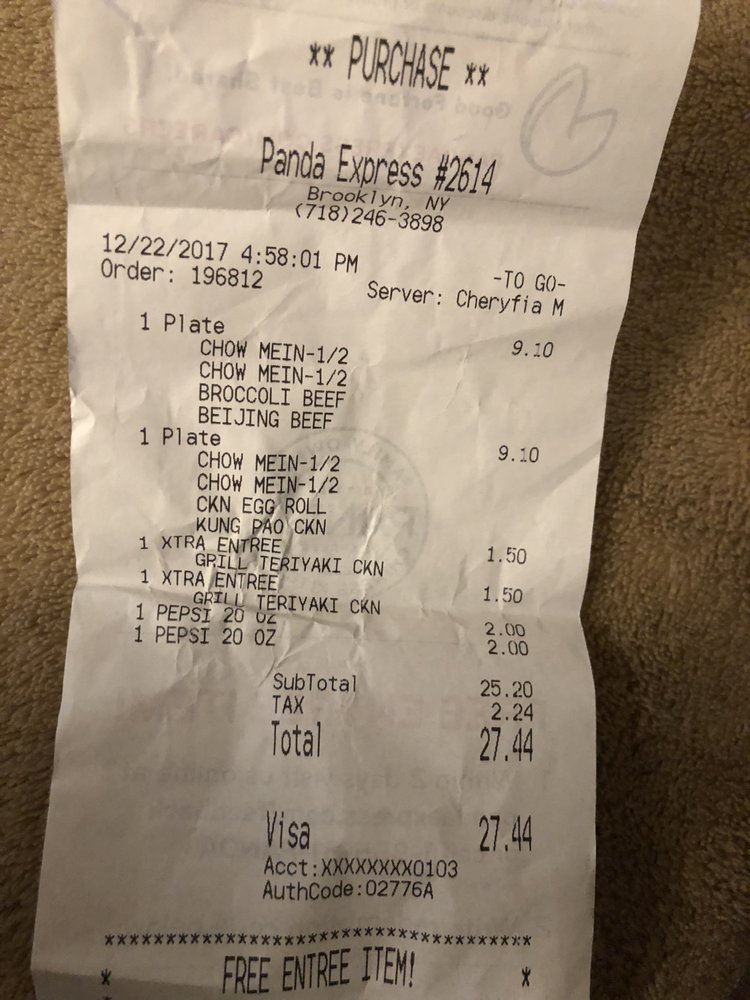 ** PURCHASE **
Panda Express #2614
Brooklyn, NY
(718)246-3898
12/22/2017 4:58:01 PM
-TO GO-
Order: 196812
Server: Cheryfia M
1 Plate 9.10
CHOW MEIN-1/2
CHOW MEIN-1/2
BROCCOLI BEEF
BEIJING BEEF
1 Plate 9.10
CHOW MEIN-1/2
CHOW MEIN-1/2
CKN EGG ROLL
KUNG PAO CKN
1 XTRA ENTREE 1.50
GRILL TERIYAKI CKN
1 XTRA ENTREE 1.50
GRILL TERIYAKI CKN
1 PEPSI 20 OZ 2.00
1 PEPSI 20 OZ 2.00
SubTotal 25.20
TAX 2.24
Total 27.44
Visa 27.44
Acct:XXXXXXXX0103
AuthCode:02776A
***********************************
* FREE ENTREE ITEM! *